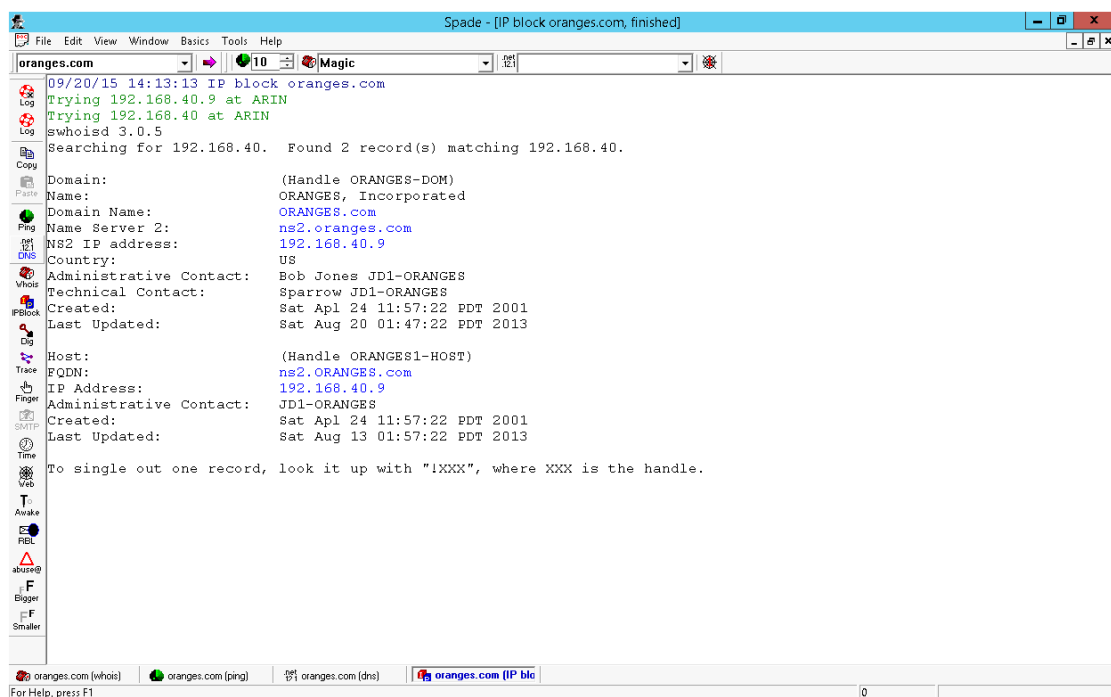 Spade - [IP block oranges.com, finished]
File Edit View Window Basics Tools Help
oranges.com 10 Magic .net 12.1
09/20/15 14:13:13 IP block oranges.com
Trying 192.168.40.9 at ARIN
Trying 192.168.40 at ARIN
swhoisd 3.0.5
Searching for 192.168.40. Found 2 record(s) matching 192.168.40.
Domain: (Handle ORANGES-DOM)
Name: ORANGES, Incorporated
Domain Name: ORANGES.com
Name Server 2: ns2.oranges.com
NS2 IP address: 192.168.40.9
Country: US
Administrative Contact: Bob Jones JD1-ORANGES
Technical Contact: Sparrow JD1-ORANGES
Created: Sat Apl 24 11:57:22 PDT 2001
Last Updated: Sat Aug 20 01:47:22 PDT 2013
Host: (Handle ORANGES1-HOST)
FQDN: ns2.ORANGES.com
IP Address: 192.168.40.9
Administrative Contact: JD1-ORANGES
Created: Sat Apl 24 11:57:22 PDT 2001
Last Updated: Sat Aug 13 01:57:22 PDT 2013
To single out one record, look it up with "!XXX", where XXX is the handle.
Log
Log
Copy
Paste
Ping
.net
12.1
DNS
Whois
IPBlock
Dig
Trace
Finger
SMTP
Time
Web
Awake
RBL
abuse@
Bigger
Smaller
oranges.com (whois) oranges.com (ping) oranges.com (dns) oranges.com (IP blo
For Help, press F1 0